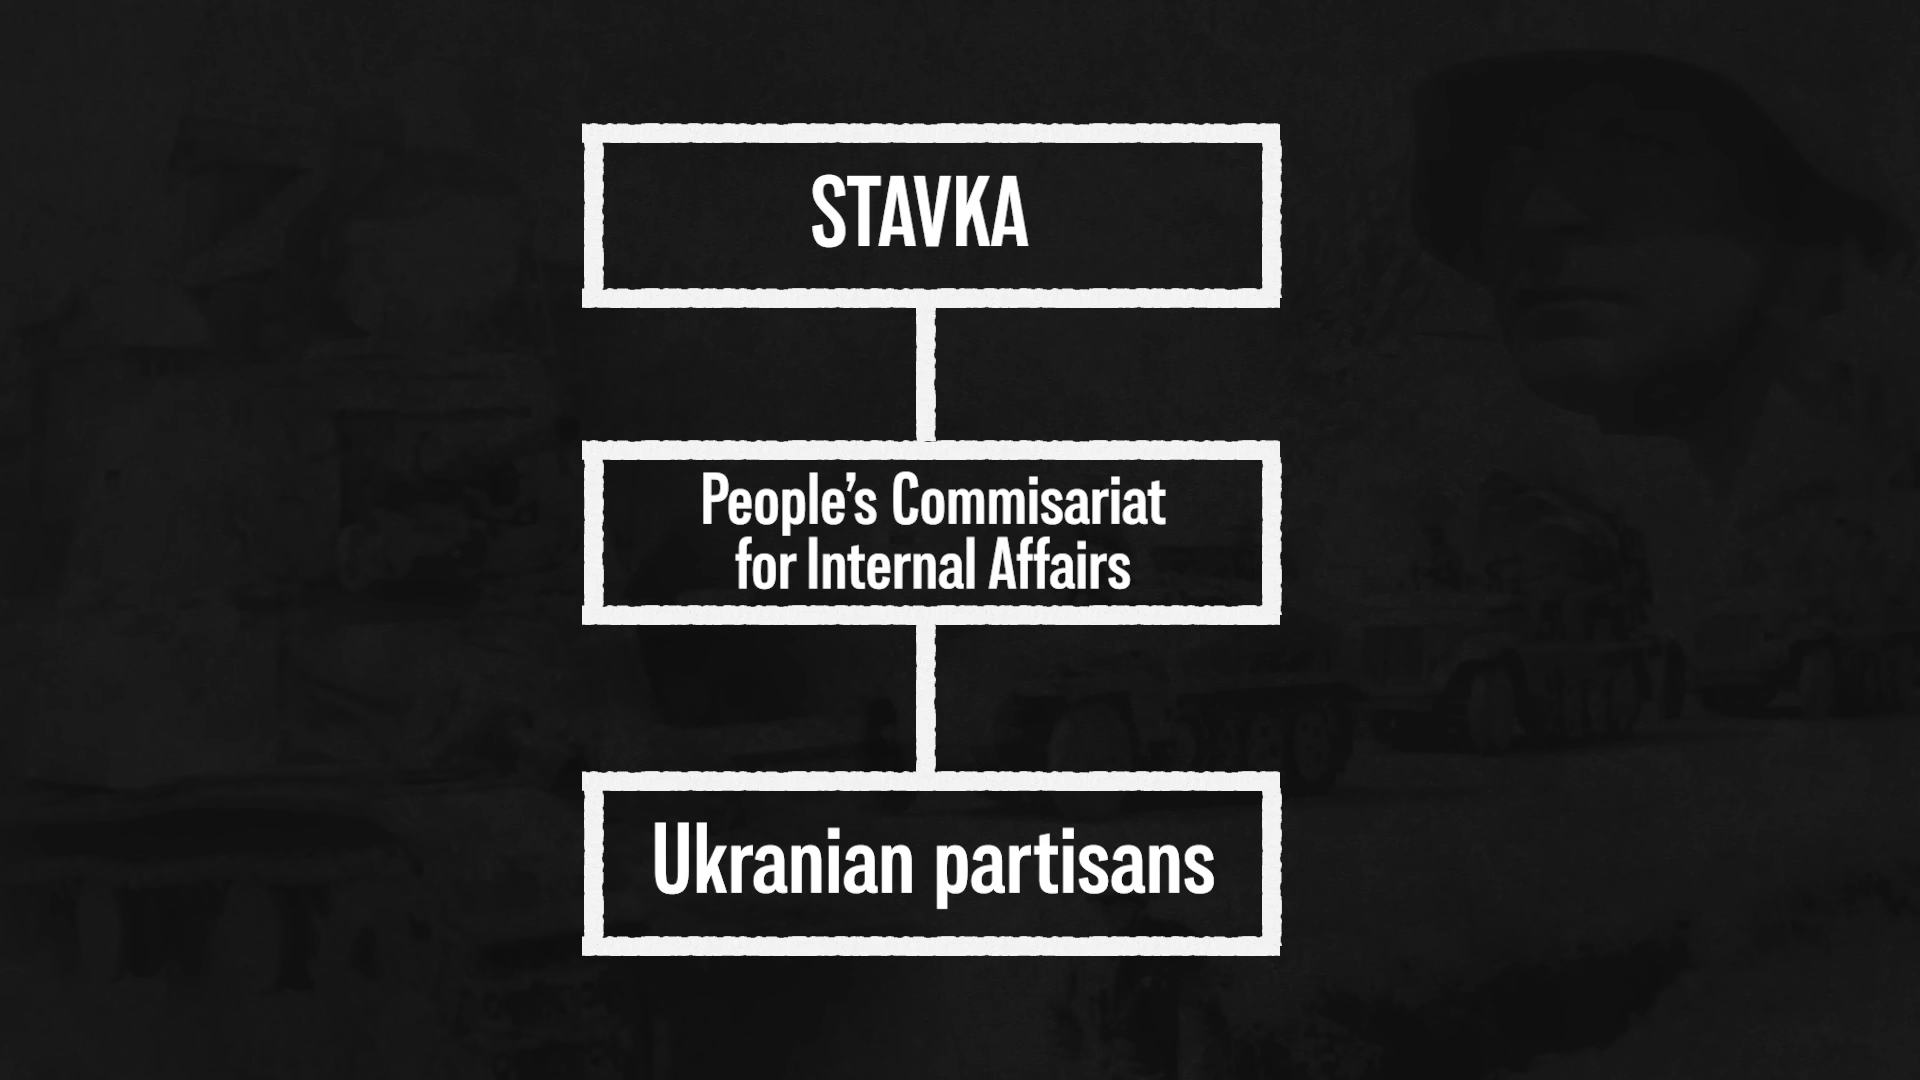 STAVKA
People’s Commisariat
for Internal Affairs
Ukranian partisans